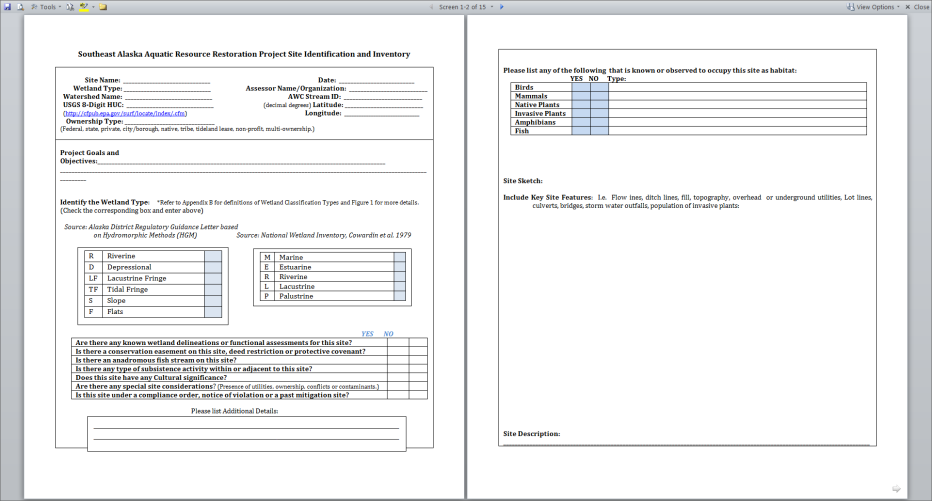 Tools
Screen 1-2 of 15
View Options
Close
Southeast Alaska Aquatic Resource Restoration Project Site Identification and Inventory
Site Name: Date:
Wetland Type: Assessor Name/Organization:
Watershed Name: AWC Stream ID:
USGS 8-Digit HUC: (decimal degrees) Latitude:
(http://cfpub.epa.gov/surf/locate/index/.cfm) Longitude:
Ownership Type:
(Federal, state, private, city/borough, native, tribe, tideland lease, non-profit, multi-ownership.)
Project Goals and
Objectives:
Identify the Wetland Type: *Refer to Appendix B for definitions of Wetland Classification Types and Figure 1 for more details.
(Check the corresponding box and enter above)
Source: Alaska District Regulatory Guidance Letter based
on Hydromorphic Methods (HGM) Source: National Wetland Inventory, Cowardin et al. 1979
R Riverine
D Depressional
LF Lacustrine Fringe
TF Tidal Fringe
S Slope
F Flats
M Marine
E Estuarine
R Riverine
L Lacustrine
P Palustrine
YES NO
Are there any known wetland delineations or functional assessments for this site?
Is there a conservation easement on this site, deed restriction or protective covenant?
Is there an anadromous fish stream on this site?
Is there any type of subsistence activity within or adjacent to this site?
Does this site have any Cultural significance?
Are there any special site considerations? (Presence of utilities, ownership, conflicts or contaminants.)
Is this site under a compliance order, notice of violation or a past mitigation site?
Please list Additional Details:
Please list any of the following that is known or observed to occupy this site as habitat:
YES NO Type:
Birds
Mammals
Native Plants
Invasive Plants
Amphibians
Fish
Site Sketch:
Include Key Site Features: I.e. Flow ines, ditch lines, fill, topography, overhead or underground utilities, Lot lines,
culverts, bridges, storm water outfalls, population of invasive plants:
Site Description: